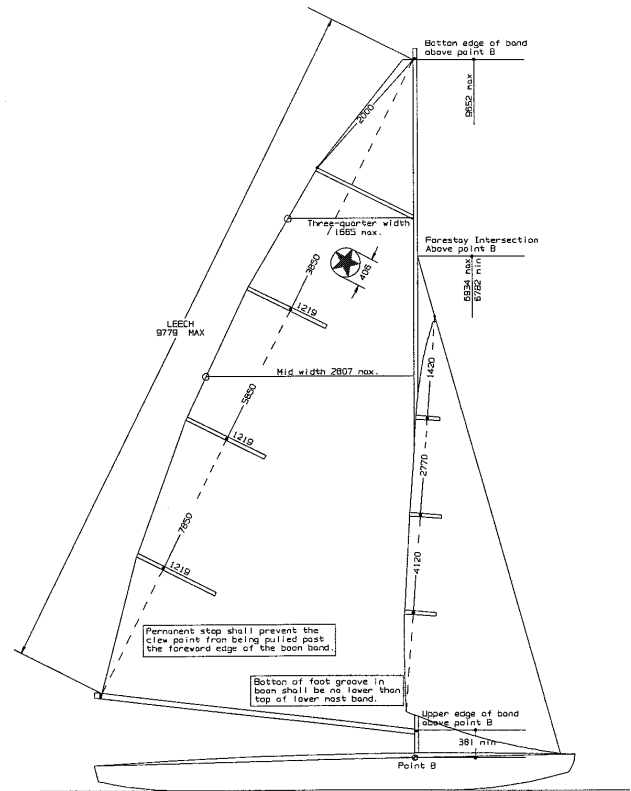 Bottom edge of band
above point B
9652 max
2000
Three-quarter width
1665 max.
Forestay Intersection
Above point B
6934 max
6782 min
3850
406
1219
LEECH
9779 MAX
1420
Mid width 2807 max.
5850
1219
2770
7850
4120
1219
Permanent stop shall prevent the
clew point from being pulled past
the foreward edge of the boom band.
Bottom of foot groove in
boom shall be no lower than
top of lower mast band.
Upper edge of band
above point B
381 min
Point B